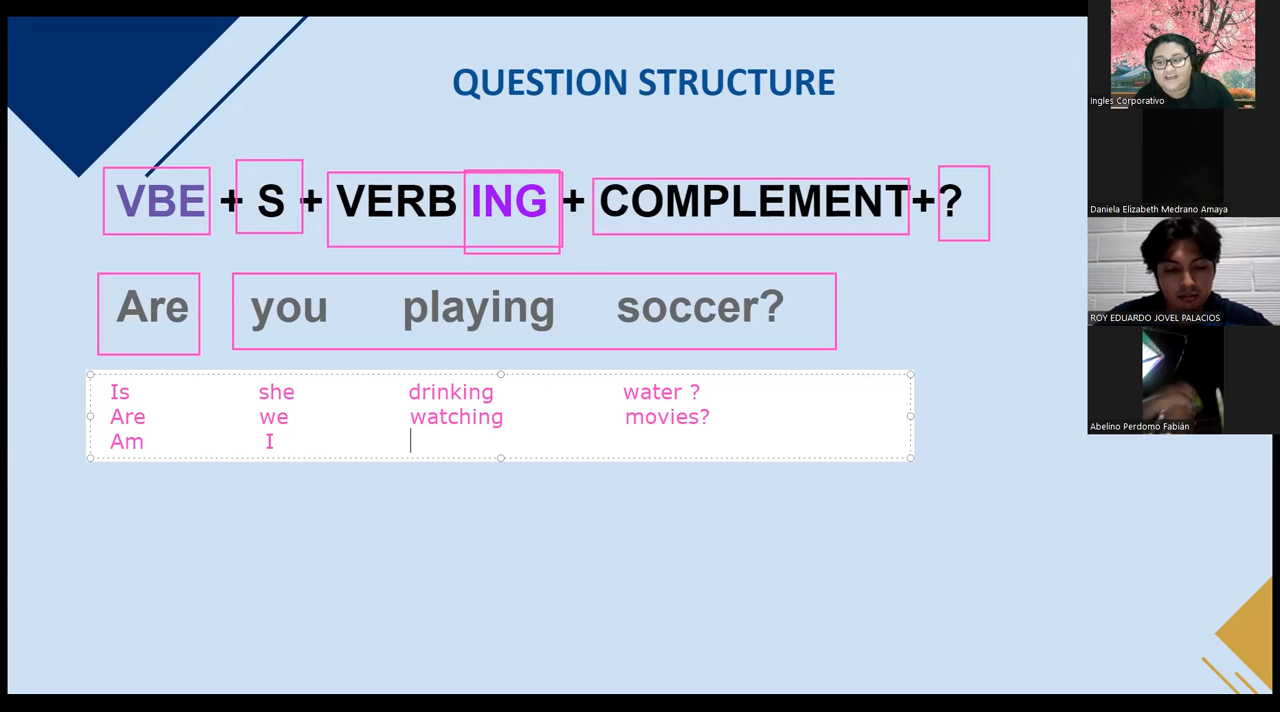 QUESTION STRUCTURE
VBE + S + VERB ING + COMPLEMENT+?
Are you playing soccer?
Is she drinking water ?
Are we watching movies?
Am I
Ingles Corporativo
Daniela Elizabeth Medrano Amaya
ROY EDUARDO JOVEL PALACIOS
Abelino Perdomo Fabián